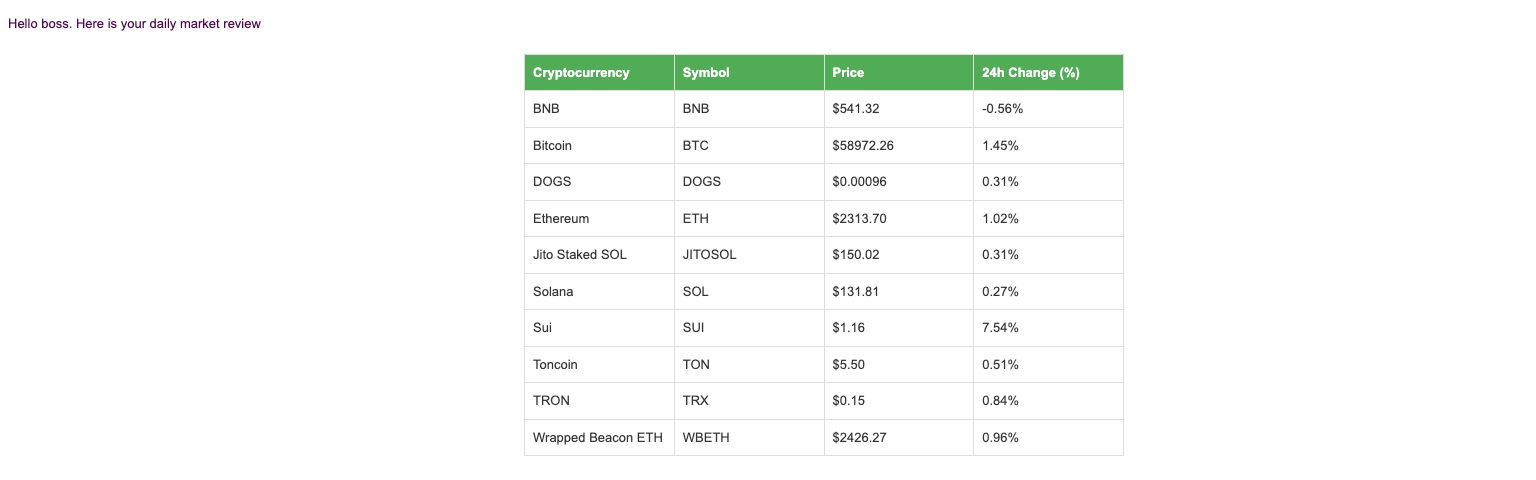 Hello boss. Here is your daily market review
Cryptocurrency Symbol Price 24h Change (%)
BNB BNB $541.32 -0.56%
Bitcoin BTC $58972.26 1.45%
DOGS DOGS $0.00096 0.31%
Ethereum ETH $2313.70 1.02%
Jito Staked SOL JITOSOL $150.02 0.31%
Solana SOL $131.81 0.27%
Sui SUI $1.16 7.54%
Toncoin TON $5.50 0.51%
TRON TRX $0.15 0.84%
Wrapped Beacon ETH WBETH $2426.27 0.96%